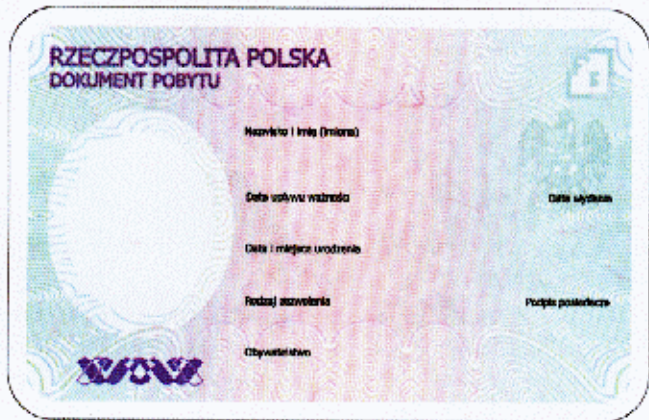 RZECZPOSPOLITA POLSKA
DOKUMENT POBYTU
Nazwisko i imię (imiona)
Data upływu ważności
Data wydania
Data i miejsce urodzenia
Rodzaj zezwolenia
Podpis posiadacza
Obywatelstwo